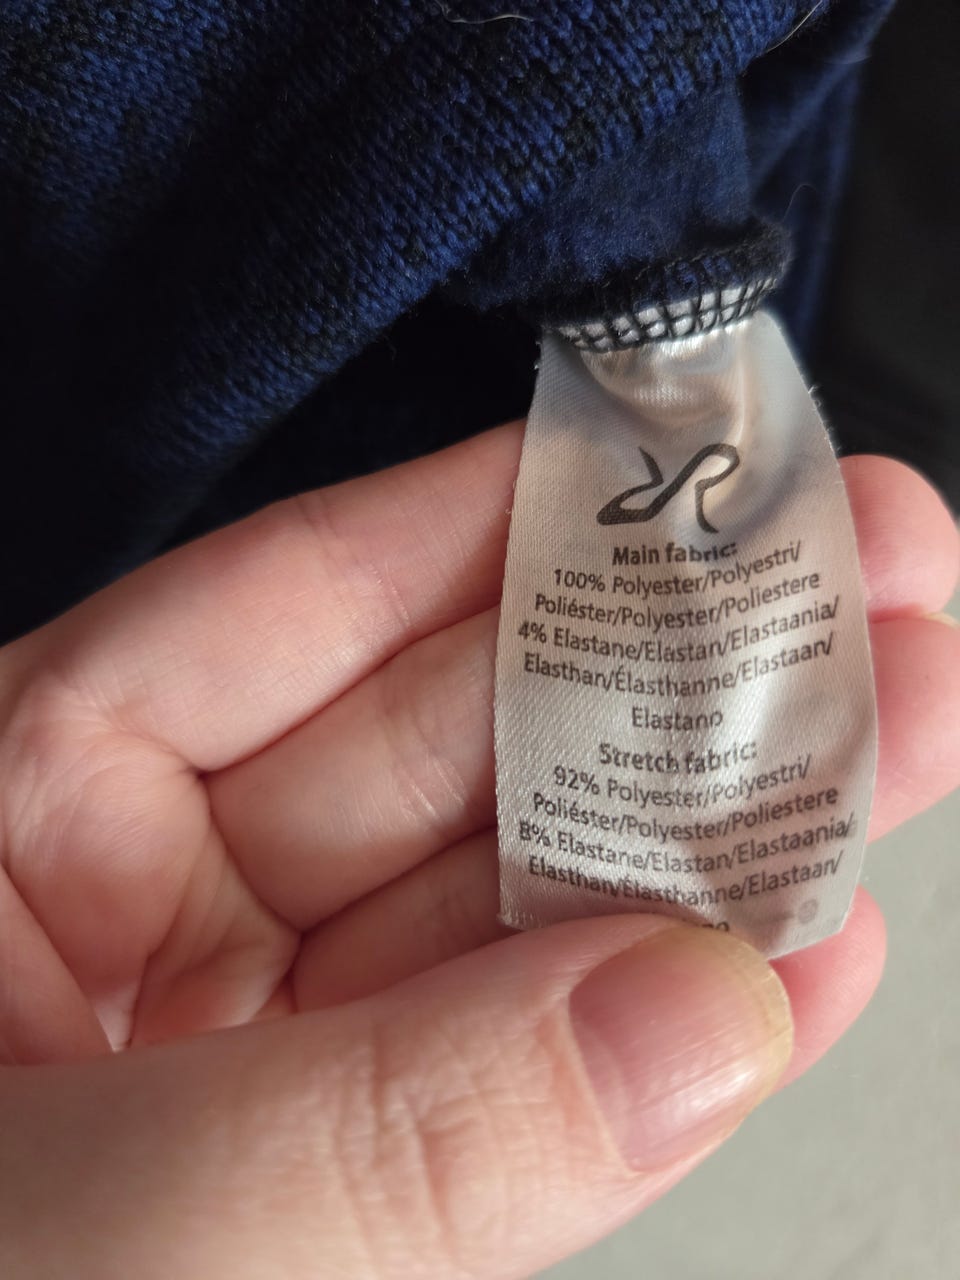 Main fabric:
100% Polyester/Polyestri/
Poliéster/Polyester/Poliestere
4% Elastane/Elastan/Elastaania/
Elasthan/Élasthanne/Elastaan/
Elastano
Stretch fabric:
92% Polyester/Polyestri/
Poliéster/Polyester/Poliestere
8% Elastane/Elastan/Elastaania/
Elasthan/Élasthanne/Elastaan/